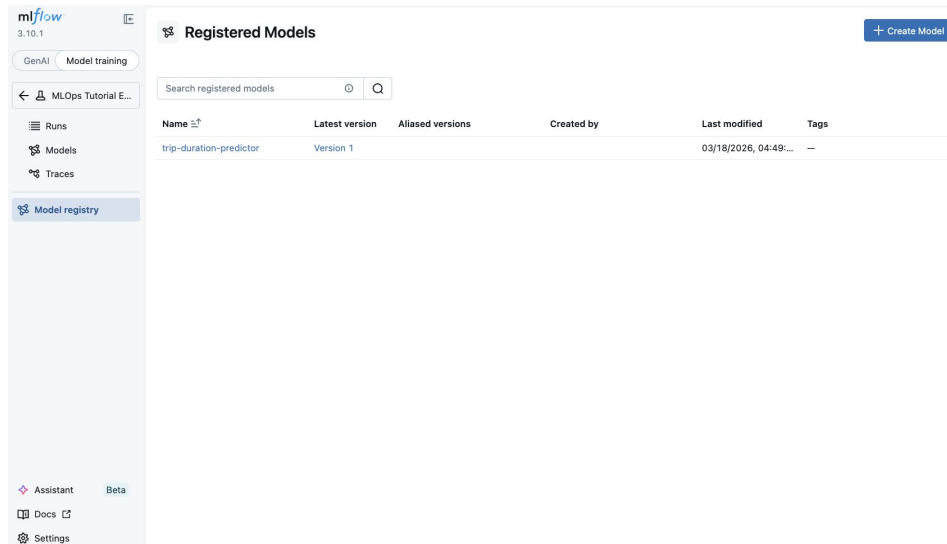 mlflow
3.10.1
GenAI Model training
MLOps Tutorial E...
Runs
Models
Traces
Model registry
Assistant Beta
Docs
Settings
Registered Models
+ Create Model
Search registered models
Name Latest version Aliased versions Created by Last modified Tags
trip-duration-predictor Version 1 03/18/2026, 04:49:... —